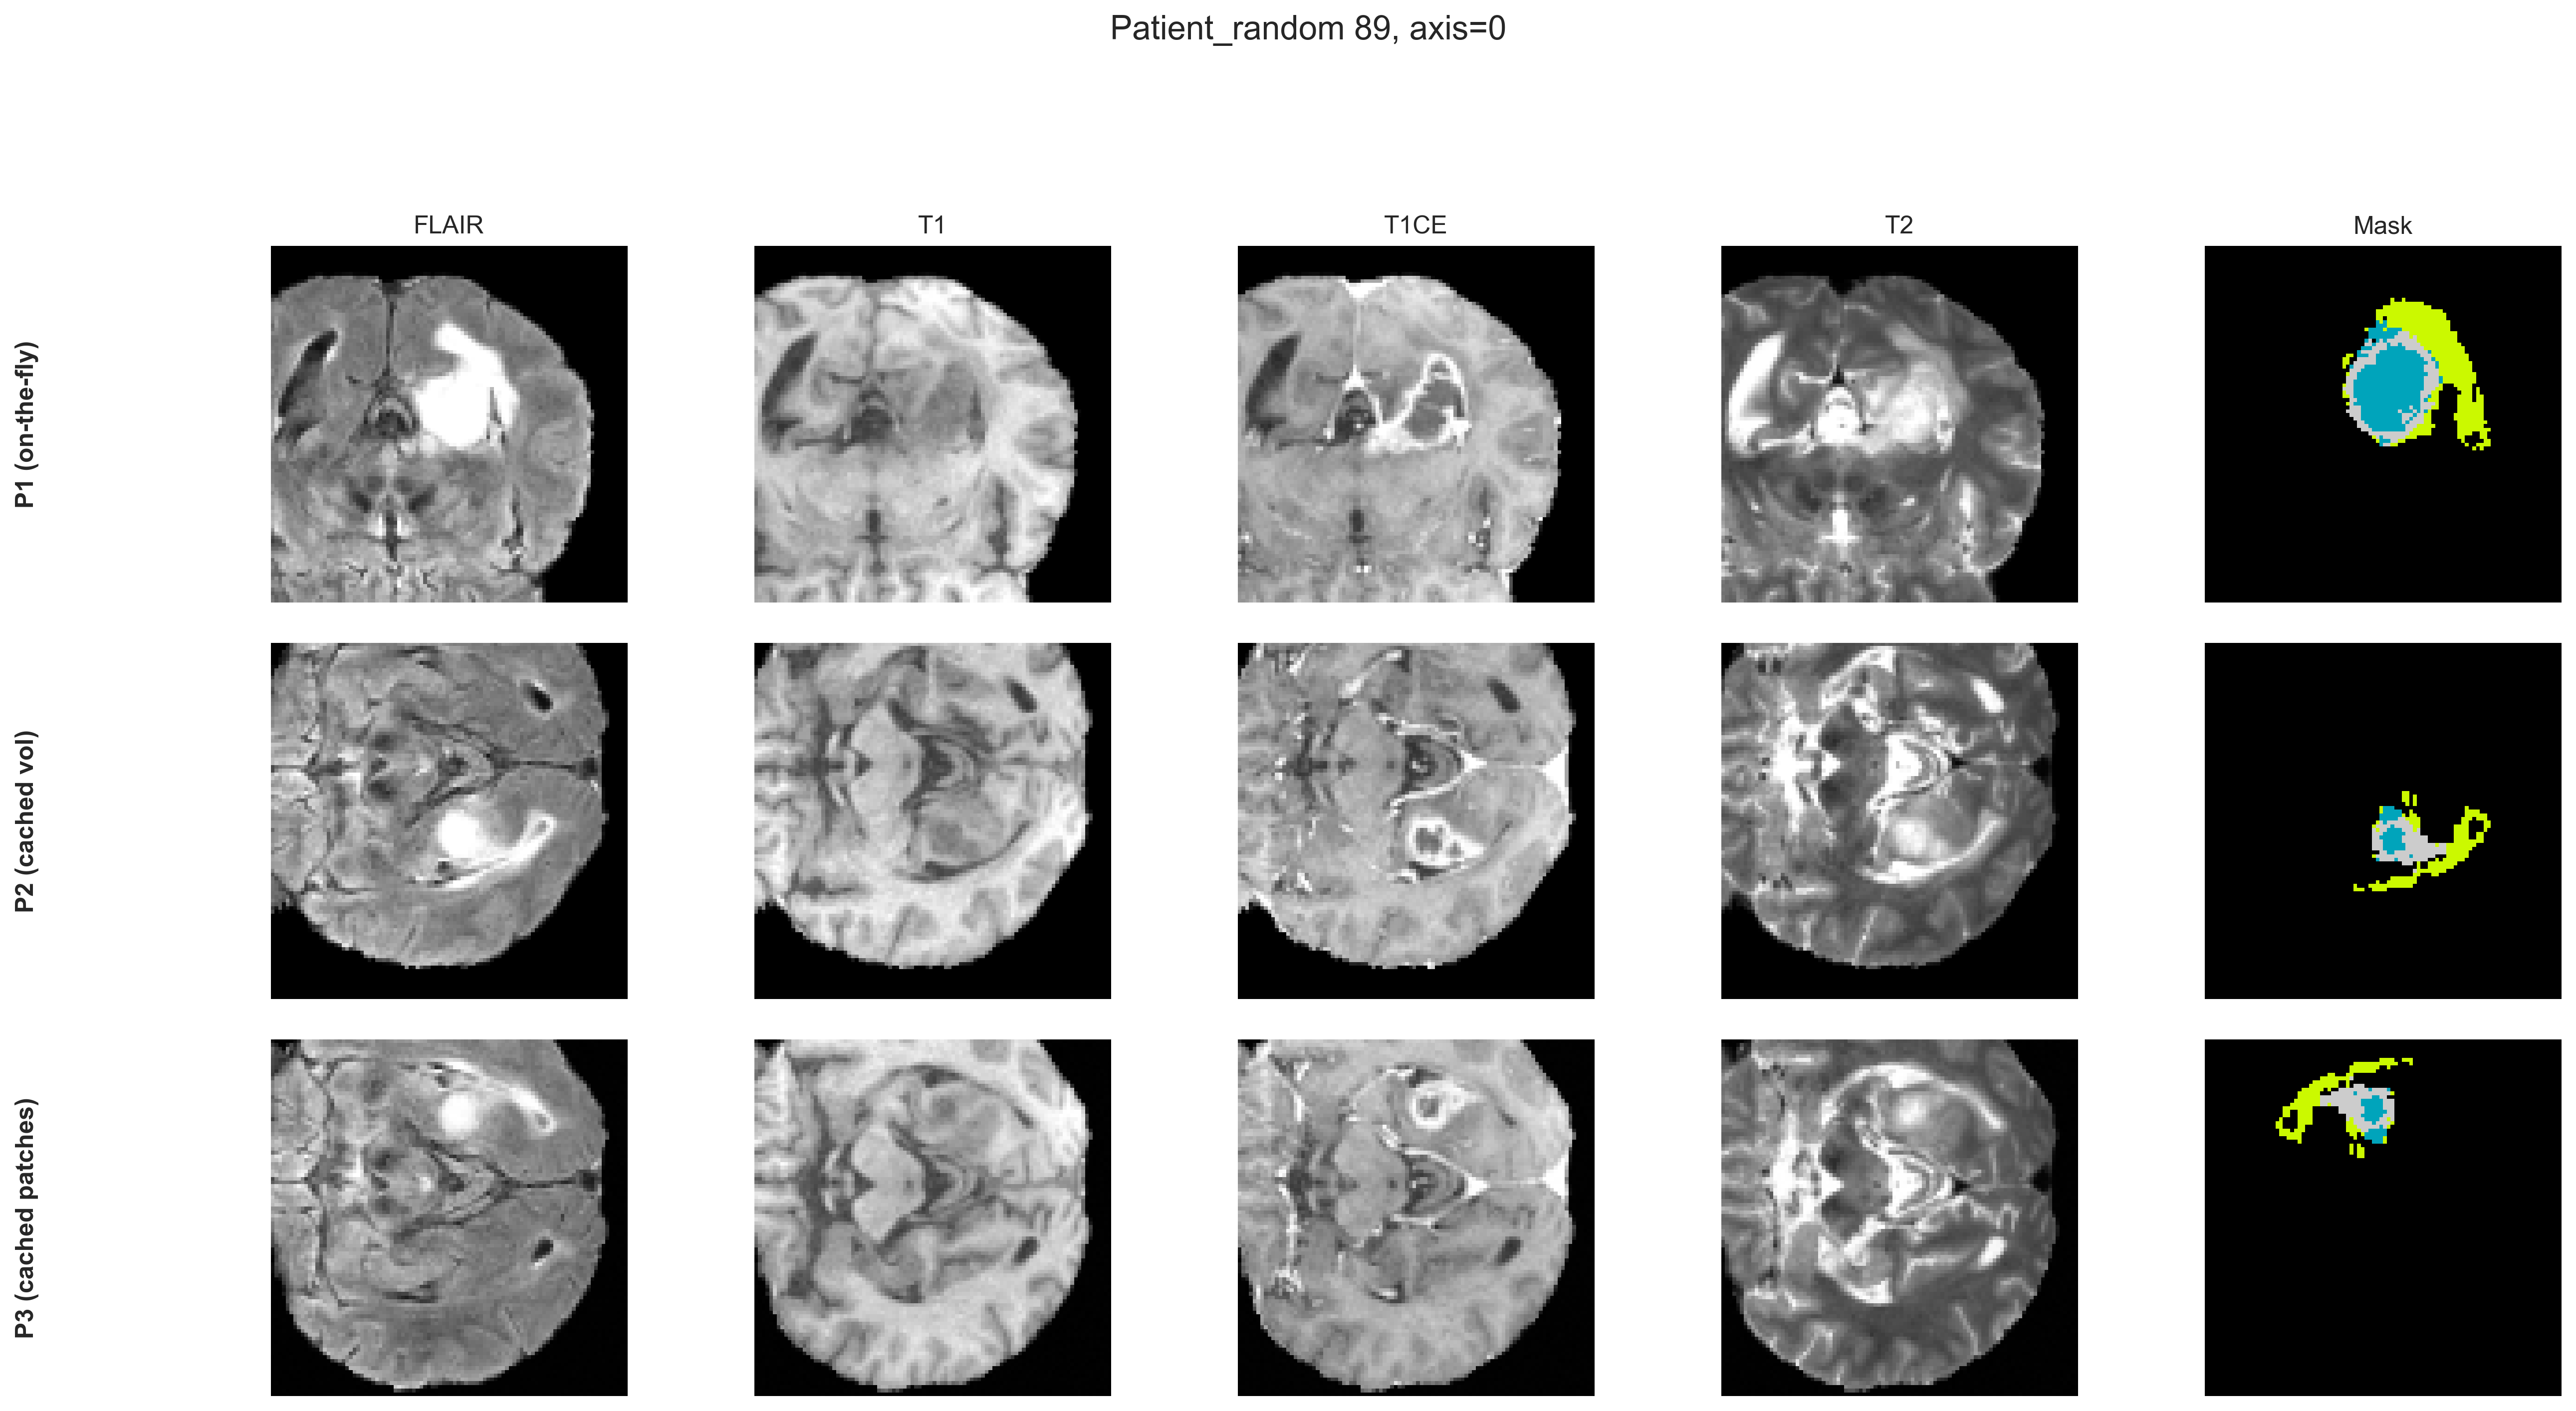 Patient_random 89, axis=0
FLAIR T1 T1CE T2 Mask
P1 (on-the-fly)
P2 (cached vol)
P3 (cached patches)